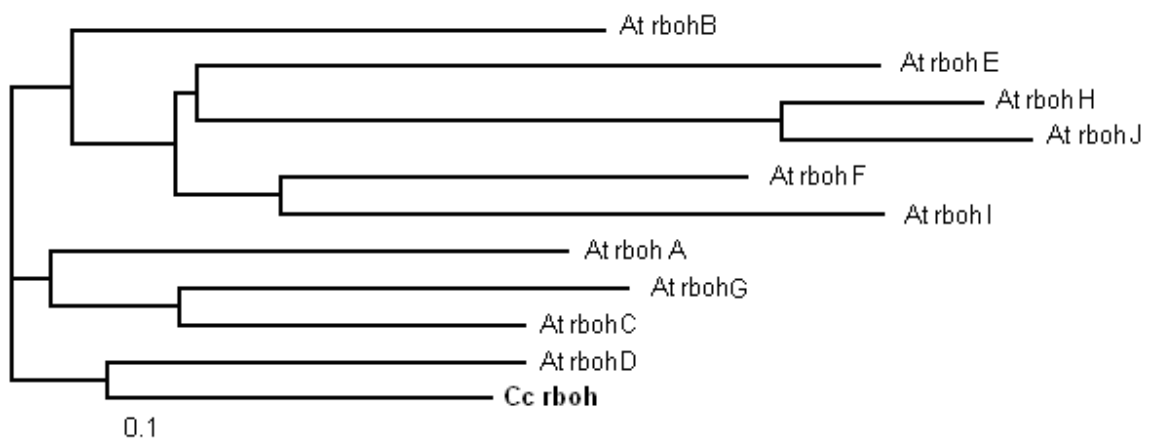 At rbohB
At rboh E
At rboh H
At rboh J
At rboh F
At rboh I
At rboh A
At rbohG
At rboh C
At rbohD
Cc rboh
0.1